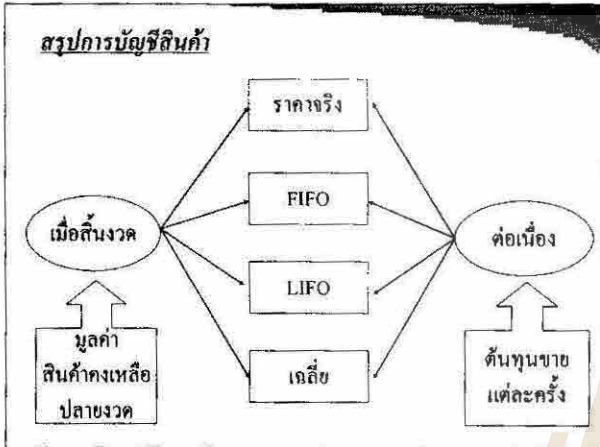 สรุปการบัญชีสินค้า
ราคาจริง
FIFO
เมื่อสิ้นงวด
ต่อเนื่อง
LIFO
มูลค่า
สินค้าคงเหลือ
ปลายงวด
เฉลี่ย
ต้นทุนขาย
แต่ละครั้ง